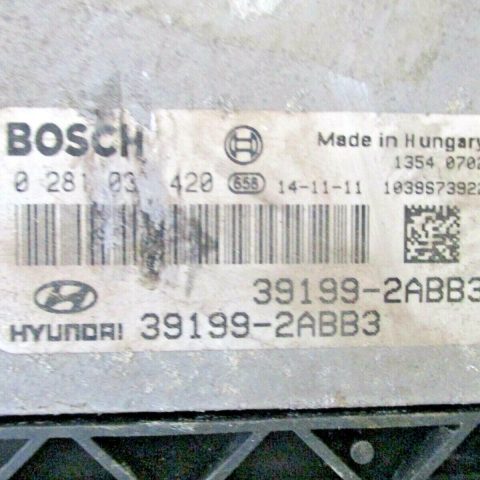 BOSCH Made in Hungary
1354 0702
0 281 03 420 658 14-11-11 1039S7392
39199-2ABB3
HYUNDAI 39199-2ABB3